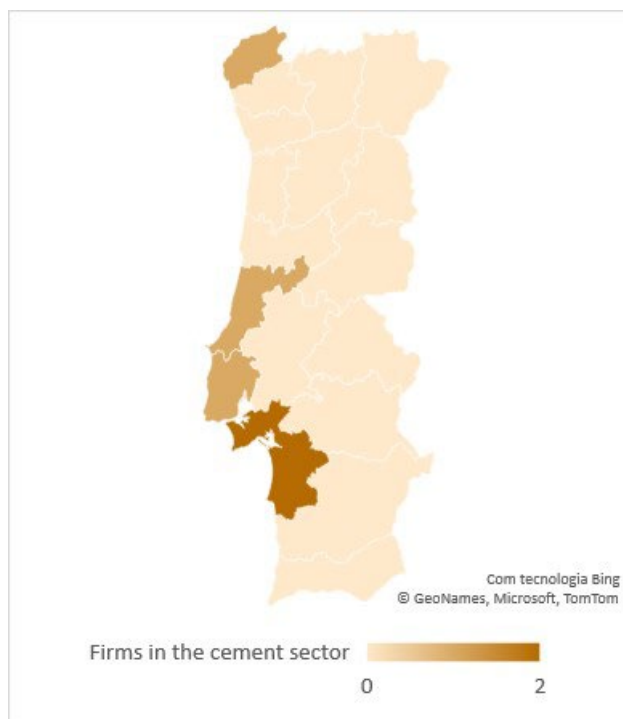 Com tecnologia Bing
© GeoNames, Microsoft, TomTom
Firms in the cement sector
0
2